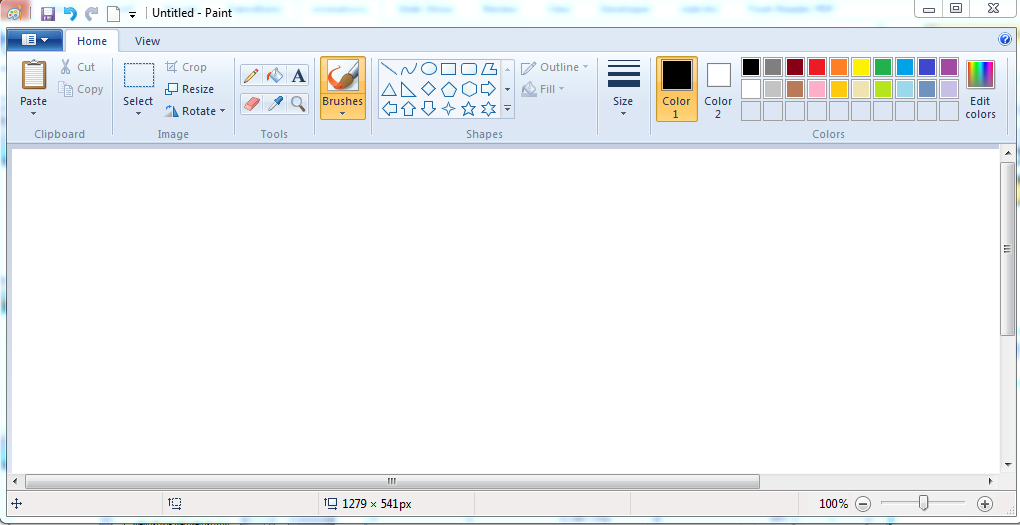 Untitled - Paint
Home View
Cut
Copy
Paste
Clipboard
Select
Crop
Resize
Rotate
Image
A
Tools
Brushes
Outline
Fill
Shapes
Size
Color 1
Color 2
Edit colors
Colors
1279 × 541px
100%